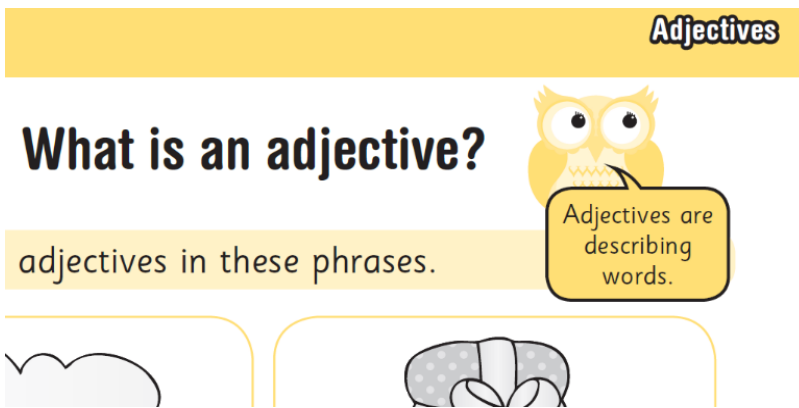 Adjectives
What is an adjective?
Adjectives are
describing
words.
adjectives in these phrases.